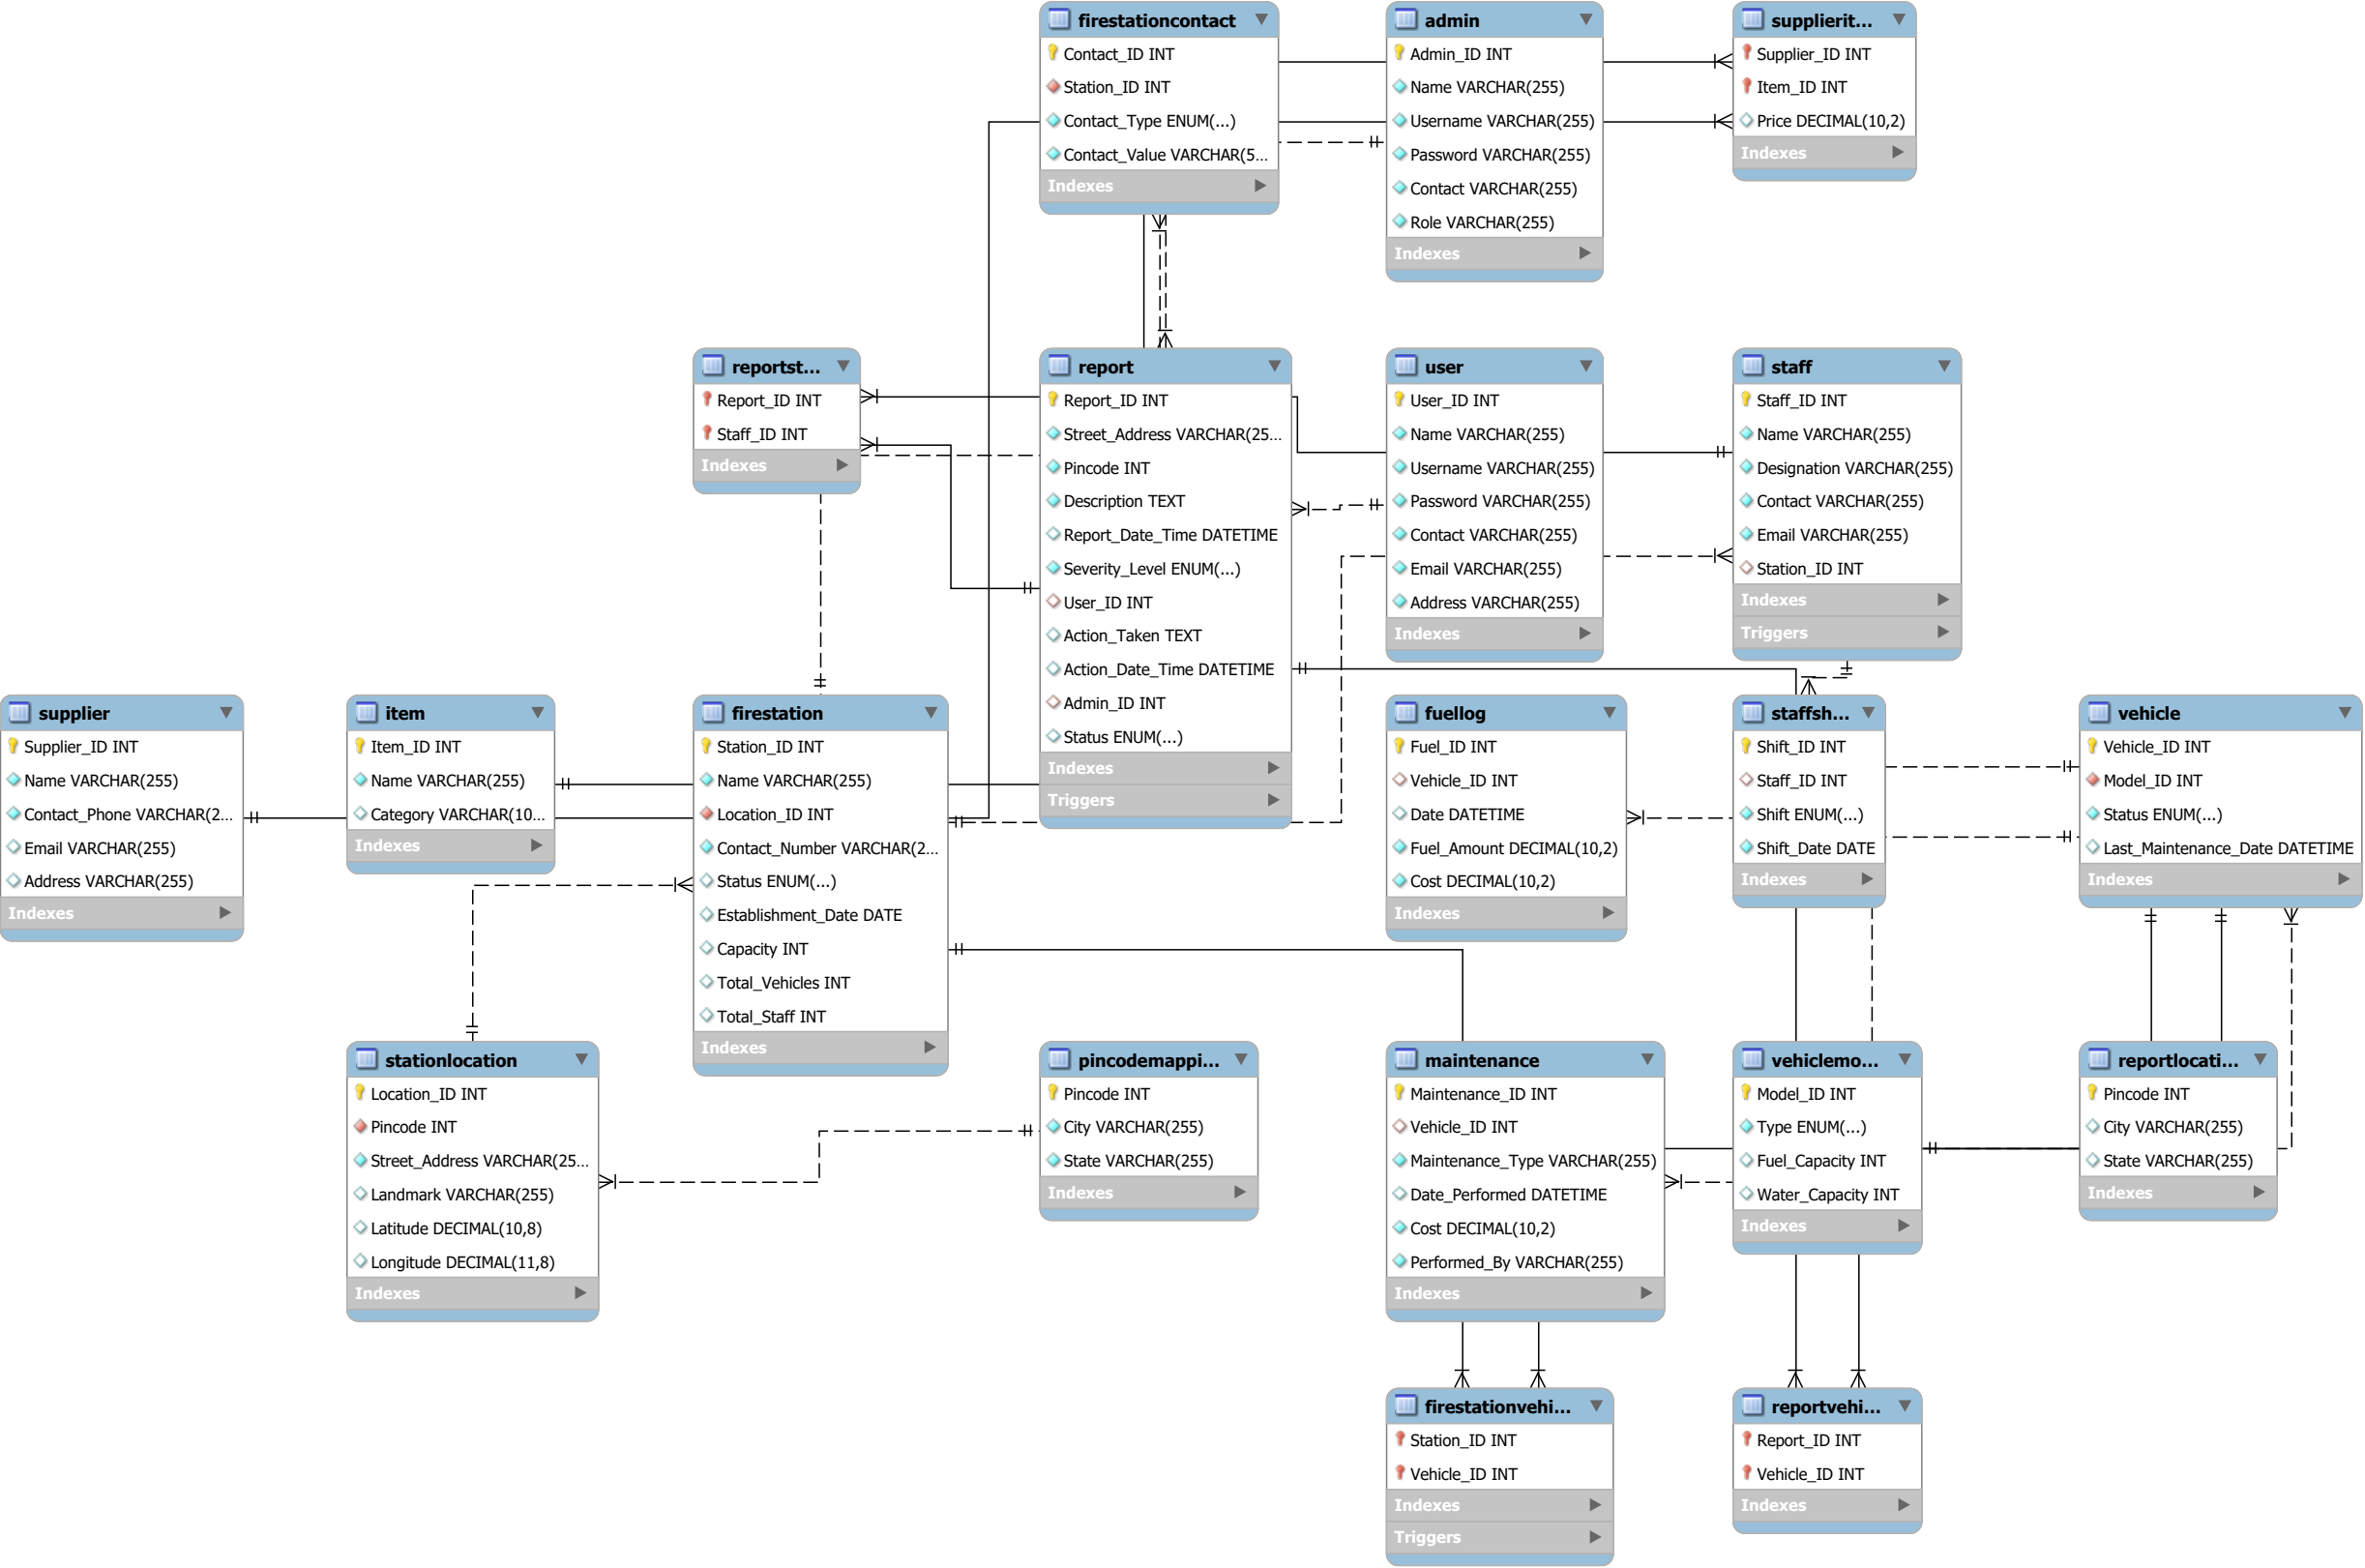 firestationcontact
Contact_ID INT
Station_ID INT
Contact_Type ENUM(...)
Contact_Value VARCHAR(5...
Indexes
admin
Admin_ID INT
Name VARCHAR(255)
Username VARCHAR(255)
Password VARCHAR(255)
Contact VARCHAR(255)
Role VARCHAR(255)
Indexes
supplierit...
Supplier_ID INT
Item_ID INT
Price DECIMAL(10,2)
Indexes
reportst...
Report_ID INT
Staff_ID INT
Indexes
report
Report_ID INT
Street_Address VARCHAR(25...
Pincode INT
Description TEXT
Report_Date_Time DATETIME
Severity_Level ENUM(...)
User_ID INT
Action_Taken TEXT
Action_Date_Time DATETIME
Admin_ID INT
Status ENUM(...)
Indexes
Triggers
user
User_ID INT
Name VARCHAR(255)
Username VARCHAR(255)
Password VARCHAR(255)
Contact VARCHAR(255)
Email VARCHAR(255)
Address VARCHAR(255)
Indexes
staff
Staff_ID INT
Name VARCHAR(255)
Designation VARCHAR(255)
Contact VARCHAR(255)
Email VARCHAR(255)
Station_ID INT
Indexes
Triggers
supplier
Supplier_ID INT
Name VARCHAR(255)
Contact_Phone VARCHAR(2...
Email VARCHAR(255)
Address VARCHAR(255)
Indexes
item
Item_ID INT
Name VARCHAR(255)
Category VARCHAR(10...
Indexes
firestation
Station_ID INT
Name VARCHAR(255)
Location_ID INT
Contact_Number VARCHAR(2...
Status ENUM(...)
Establishment_Date DATE
Capacity INT
Total_Vehicles INT
Total_Staff INT
Indexes
fuellog
Fuel_ID INT
Vehicle_ID INT
Date DATETIME
Fuel_Amount DECIMAL(10,2)
Cost DECIMAL(10,2)
Indexes
staffsh...
Shift_ID INT
Staff_ID INT
Shift ENUM(...)
Shift_Date DATE
Indexes
vehicle
Vehicle_ID INT
Model_ID INT
Status ENUM(...)
Last_Maintenance_Date DATETIME
Indexes
stationlocation
Location_ID INT
Pincode INT
Street_Address VARCHAR(25...
Landmark VARCHAR(255)
Latitude DECIMAL(10,8)
Longitude DECIMAL(11,8)
Indexes
pincodemappi...
Pincode INT
City VARCHAR(255)
State VARCHAR(255)
Indexes
maintenance
Maintenance_ID INT
Vehicle_ID INT
Maintenance_Type VARCHAR(255)
Date_Performed DATETIME
Cost DECIMAL(10,2)
Performed_By VARCHAR(255)
Indexes
vehiclemo...
Model_ID INT
Type ENUM(...)
Fuel_Capacity INT
Water_Capacity INT
Indexes
reportlocati...
Pincode INT
City VARCHAR(255)
State VARCHAR(255)
Indexes
firestationvehi...
Station_ID INT
Vehicle_ID INT
Indexes
Triggers
reportvehi...
Report_ID INT
Vehicle_ID INT
Indexes